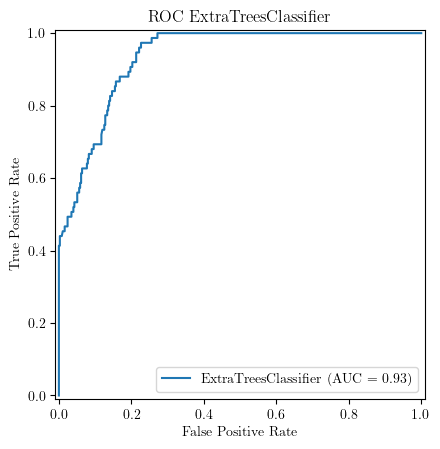 ROC ExtraTreesClassifier
1.0
0.8
0.6
0.4
0.2
0.0
True Positive Rate
ExtraTreesClassifier (AUC = 0.93)
0.0 0.2 0.4 0.6 0.8 1.0
False Positive Rate